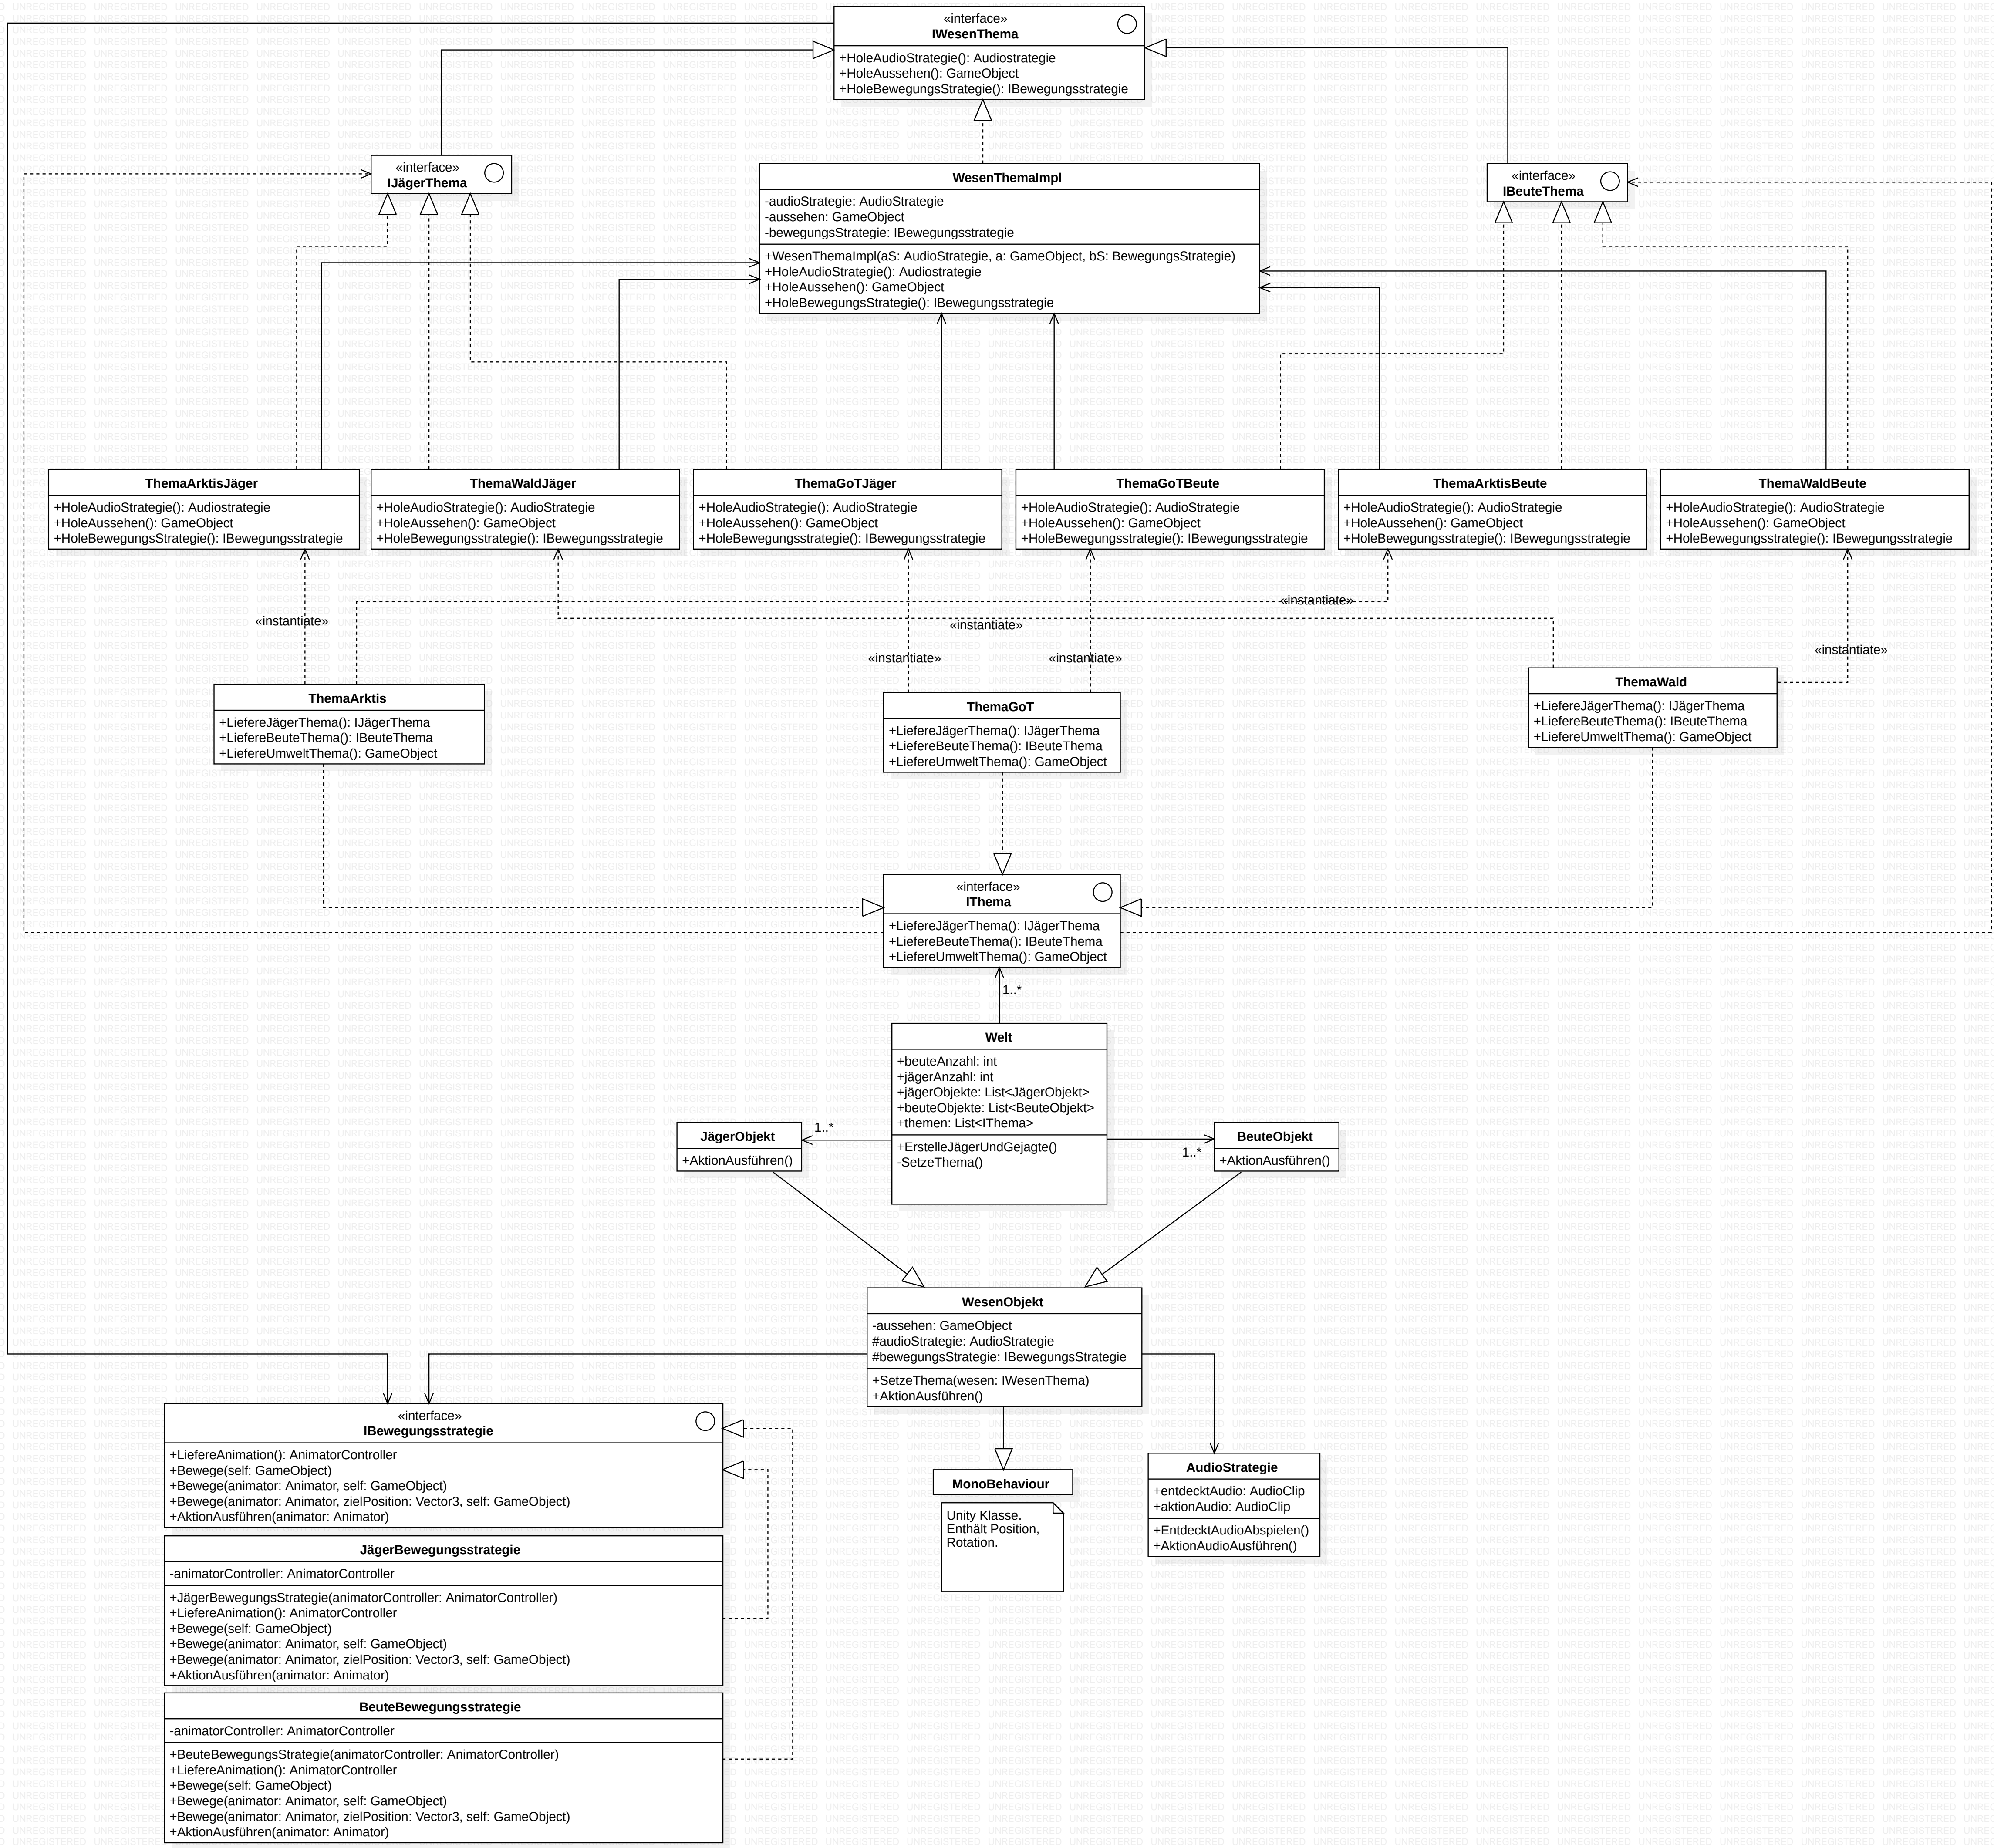 «interface»
IWesenThema
+HoleAudioStrategie(): Audiostrategie
+HoleAussehen(): GameObject
+HoleBewegungsStrategie(): IBewegungsstrategie
«interface»
IJägerThema
WesenThemaImpl
-audioStrategie: AudioStrategie
-aussehen: GameObject
-bewegungsStrategie: IBewegungsstrategie
+WesenThemaImpl(aS: AudioStrategie, a: GameObject, bS: BewegungsStrategie)
+HoleAudioStrategie(): Audiostrategie
+HoleAussehen(): GameObject
+HoleBewegungsStrategie(): IBewegungsstrategie
«interface»
IBeuteThema
ThemaArktisJäger
+HoleAudioStrategie(): Audiostrategie
+HoleAussehen(): GameObject
+HoleBewegungsStrategie(): IBewegungsstrategie
ThemaWaldJäger
+HoleAudioStrategie(): AudioStrategie
+HoleAussehen(): GameObject
+HoleBewegungsstrategie(): IBewegungsstrategie
ThemaGoTJäger
+HoleAudioStrategie(): AudioStrategie
+HoleAussehen(): GameObject
+HoleBewegungsstrategie(): IBewegungsstrategie
ThemaGoTBeute
+HoleAudioStrategie(): AudioStrategie
+HoleAussehen(): GameObject
+HoleBewegungsstrategie(): IBewegungsstrategie
ThemaArktisBeute
+HoleAudioStrategie(): AudioStrategie
+HoleAussehen(): GameObject
+HoleBewegungsstrategie(): IBewegungsstrategie
ThemaWaldBeute
+HoleAudioStrategie(): AudioStrategie
+HoleAussehen(): GameObject
+HoleBewegungsstrategie(): IBewegungsstrategie
«instantiate»
«instantiate»
«instantiate»
«instantiate»
«instantiate»
«instantiate»
ThemaArktis
+LiefereJägerThema(): IJägerThema
+LiefereBeuteThema(): IBeuteThema
+LiefereUmweltThema(): GameObject
ThemaGoT
+LiefereJägerThema(): IJägerThema
+LiefereBeuteThema(): IBeuteThema
+LiefereUmweltThema(): GameObject
ThemaWald
+LiefereJägerThema(): IJägerThema
+LiefereBeuteThema(): IBeuteThema
+LiefereUmweltThema(): GameObject
«interface»
IThema
+LiefereJägerThema(): IJägerThema
+LiefereBeuteThema(): IBeuteThema
+LiefereUmweltThema(): GameObject
1..*
Welt
+beuteAnzahl: int
+jägerAnzahl: int
+jägerObjekte: List<JägerObjekt>
+beuteObjekte: List<BeuteObjekt>
+themen: List<IThema>
+ErstelleJägerUndGejagte()
-SetzeThema()
JägerObjekt
+AktionAusführen()
1..*
1..*
BeuteObjekt
+AktionAusführen()
WesenObjekt
-aussehen: GameObject
#audioStrategie: AudioStrategie
#bewegungsStrategie: IBewegungsStrategie
+SetzeThema(wesen: IWesenThema)
+AktionAusführen()
«interface»
IBewegungsstrategie
+LiefereAnimation(): AnimatorController
+Bewege(self: GameObject)
+Bewege(animator: Animator, self: GameObject)
+Bewege(animator: Animator, zielPosition: Vector3, self: GameObject)
+AktionAusführen(animator: Animator)
MonoBehaviour
Unity Klasse.
Enthält Position,
Rotation.
AudioStrategie
+entdecktAudio: AudioClip
+aktionAudio: AudioClip
+EntdecktAudioAbspielen()
+AktionAudioAusführen()
JägerBewegungsstrategie
-animatorController: AnimatorController
+JägerBewegungsStrategie(animatorController: AnimatorController)
+LiefereAnimation(): AnimatorController
+Bewege(self: GameObject)
+Bewege(animator: Animator, self: GameObject)
+Bewege(animator: Animator, zielPosition: Vector3, self: GameObject)
+AktionAusführen(animator: Animator)
BeuteBewegungsstrategie
-animatorController: AnimatorController
+BeuteBewegungsStrategie(animatorController: AnimatorController)
+LiefereAnimation(): AnimatorController
+Bewege(self: GameObject)
+Bewege(animator: Animator, self: GameObject)
+Bewege(animator: Animator, zielPosition: Vector3, self: GameObject)
+AktionAusführen(animator: Animator)